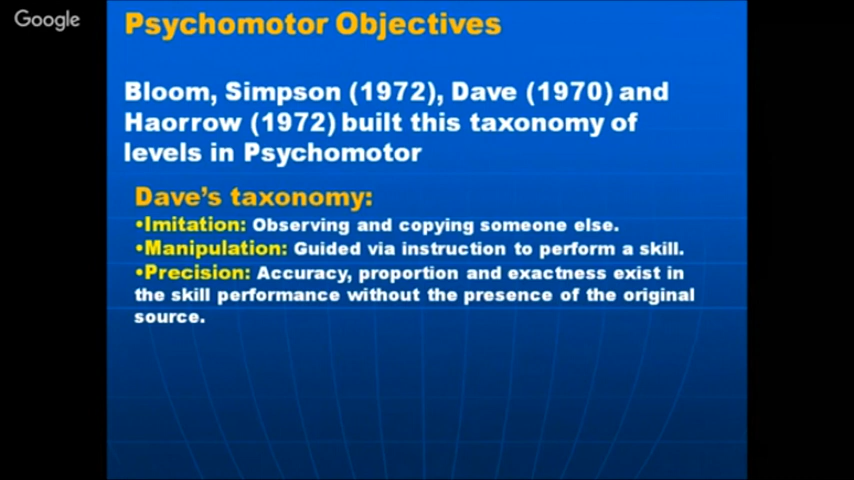 Google
Psychomotor Objectives
Bloom, Simpson (1972), Dave (1970) and
Haorrow (1972) built this taxonomy of
levels in Psychomotor
Dave's taxonomy:
•Imitation: Observing and copying someone else.
•Manipulation: Guided via instruction to perform a skill.
•Precision: Accuracy, proportion and exactness exist in
the skill performance without the presence of the original
source.